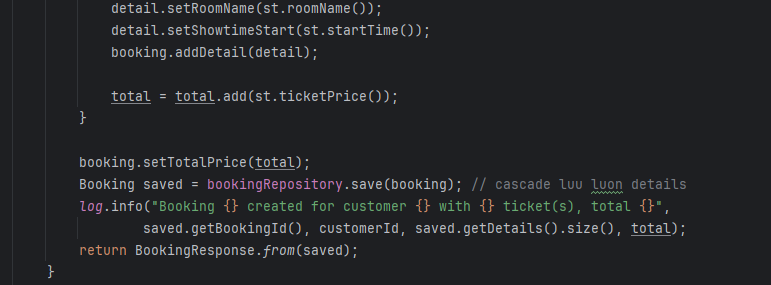 detail.setRoomName(st.roomName());
detail.setShowtimeStart(st.startTime());
booking.addDetail(detail);
total = total.add(st.ticketPrice());
}
booking.setTotalPrice(total);
Booking saved = bookingRepository.save(booking); // cascade luu luon details
log.info("Booking {} created for customer {} with {} ticket(s), total {}",
saved.getBookingId(), customerId, saved.getDetails().size(), total);
return BookingResponse.from(saved);
}